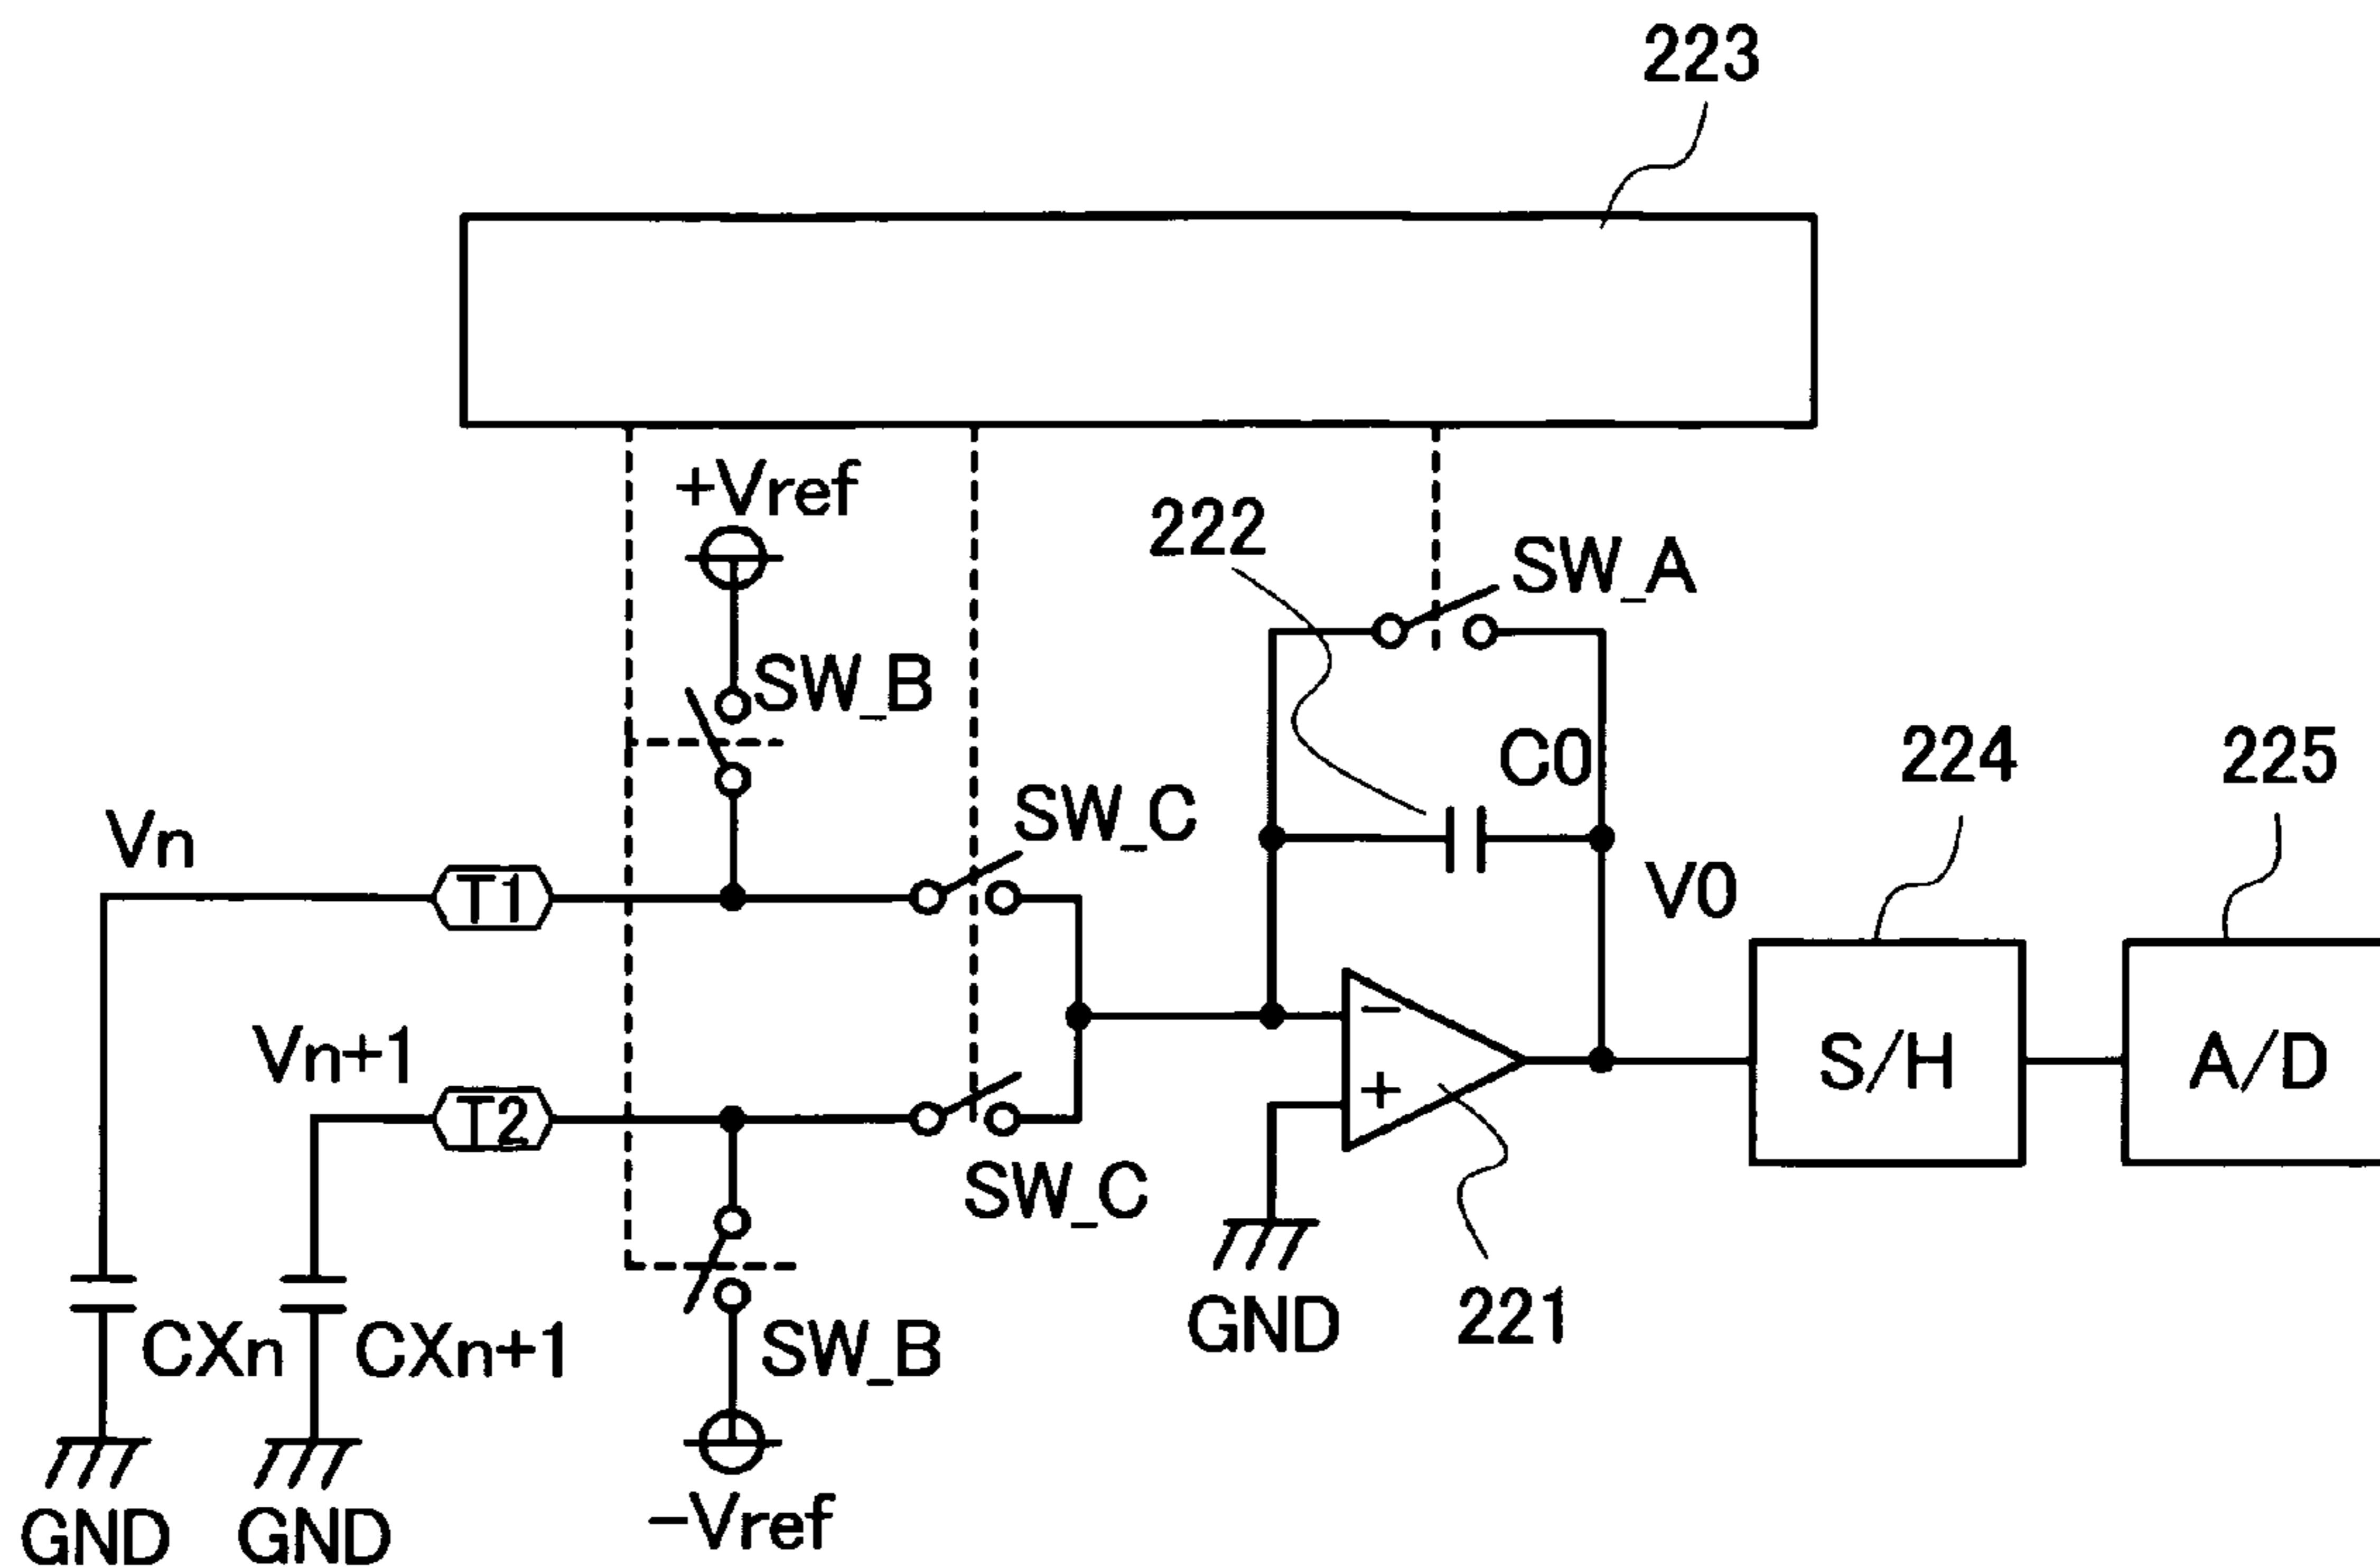 223
+Vref
222
SW_A
SW_B
C0
224
225
SW_C
Vn
T1
V0
Vn+1
T2
−
+
S/H
A/D
SW_C
GND
221
CXn
CXn+1
SW_B
GND
GND
−Vref